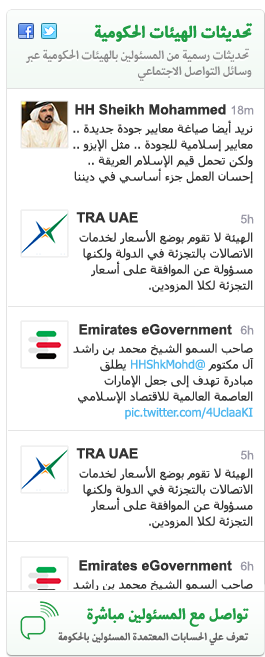 تحديثات الهيئات الحكومية
تحديثات رسمية من المسئولين بالهيئات الحكومية عبر
وسائل التواصل الاجتماعي
HH Sheikh Mohammed 18m
نريد أيضا صياغة معايير جودة جديدة ..
معايير إسلامية للجودة .. مثل الإيزو ..
ولكن تحمل قيم الإسلام العريقة ..
إحسان العمل جزء أساسي في ديننا
TRA UAE 5h
الهيئة لا تقوم بوضع الأسعار لخدمات
الاتصالات بالتجزئة في الدولة ولكنها
مسؤولة عن الموافقة على أسعار
التجزئة لكلا المزودين.
Emirates eGovernment 6h
صاحب السمو الشيخ محمد بن راشد
آل مكتوم @HHShkMohd يطلق
مبادرة تهدف إلى جعل الإمارات
العاصمة العالمية للاقتصاد الإسلامي
pic.twitter.com/4UclaaKI
TRA UAE 5h
الهيئة لا تقوم بوضع الأسعار لخدمات
الاتصالات بالتجزئة في الدولة ولكنها
مسؤولة عن الموافقة على أسعار
التجزئة لكلا المزودين.
Emirates eGovernment 6h
صاحب السمو الشيخ محمد بن راشد
تواصل مع المسئولين مباشرة
تعرف علي الحسابات المعتمدة المسئولين بالحكومة